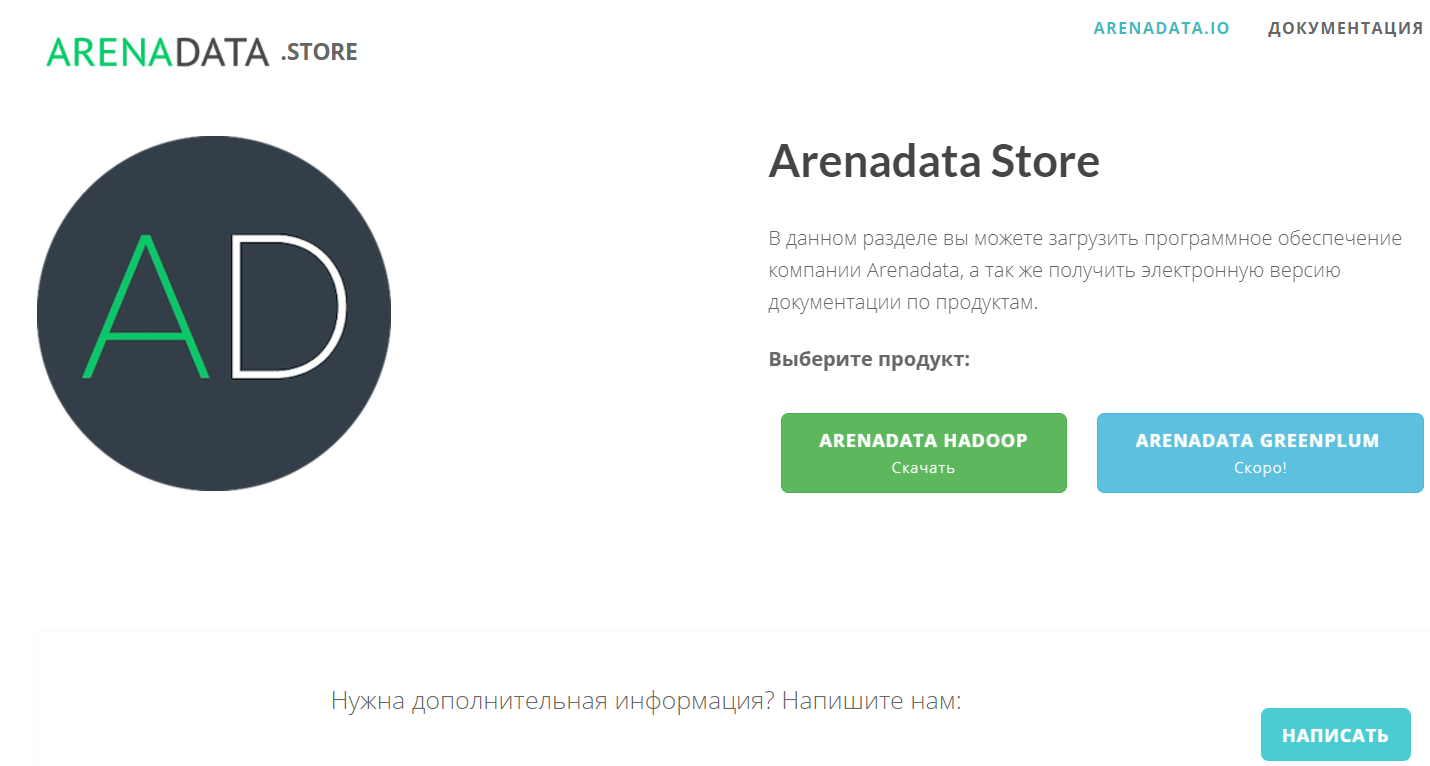 ARENADATA .STORE
ARENADATA.IO ДОКУМЕНТАЦИЯ
AD
Arenadata Store
В данном разделе вы можете загрузить программное обеспечение
компании Arenadata, а так же получить электронную версию
документации по продуктам.
Выберите продукт:
ARENADATA HADOOP
Скачать
ARENADATA GREENPLUM
Скоро!
Нужна дополнительная информация? Напишите нам:
НАПИСАТЬ